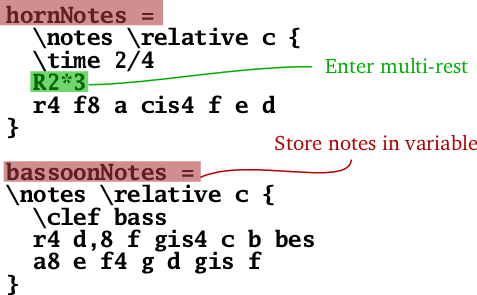 hornNotes =
\notes \relative c {
\time 2/4
R2*3
Enter multi-rest
r4 f8 a cis4 f e d
}
Store notes in variable
bassoonNotes =
\notes \relative c {
\clef bass
r4 d,8 f gis4 c b bes
a8 e f4 g d gis f
}